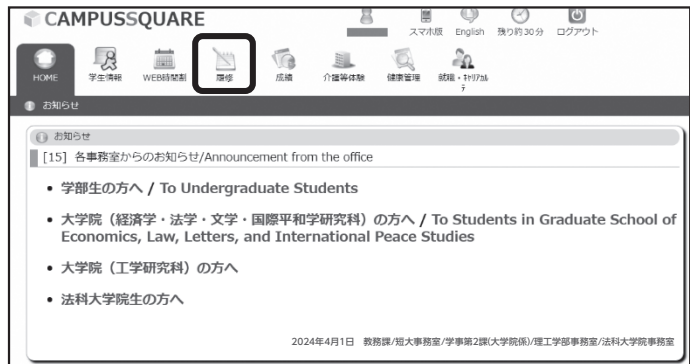 CAMPUSSQUARE
スマホ版 English 残り約30分 ログアウト
HOME 学生情報 WEB時間割 履修 成績 介護等体験 健康管理 就職・ｷｬﾘｱｶﾙ
テ
お知らせ
お知らせ
[15] 各事務室からのお知らせ/Announcement from the office
• 学部生の方へ / To Undergraduate Students
• 大学院（経済学・法学・文学・国際平和学研究科）の方へ / To Students in Graduate School of
Economics, Law, Letters, and International Peace Studies
• 大学院（工学研究科）の方へ
• 法科大学院生の方へ
2024年4月1日 教務課/短大事務室/学事第2課(大学院係)/理工学部事務室/法科大学院事務室